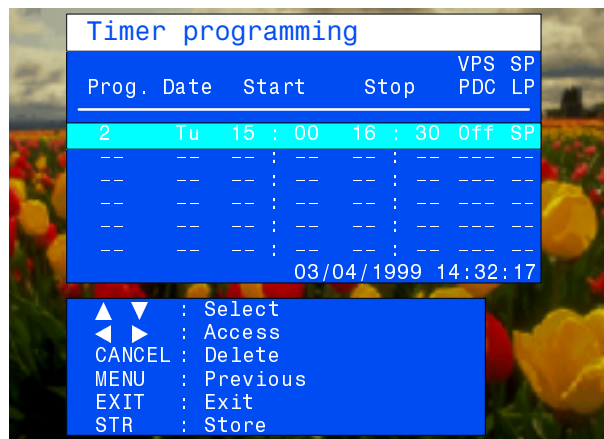 Timer programming
VPS SP
Prog. Date Start Stop PDC LP
2 Tu 15 : 00 16 : 30 Off SP
-- -- -- : -- -- : -- --- --
-- -- -- : -- -- : -- --- --
-- -- -- : -- -- : -- --- --
-- -- -- : -- -- : -- --- --
-- -- -- : -- -- : -- --- --
03/04/1999 14:32:17
▲ ▼ : Select
◀ ▶ : Access
CANCEL : Delete
MENU : Previous
EXIT : Exit
STR : Store